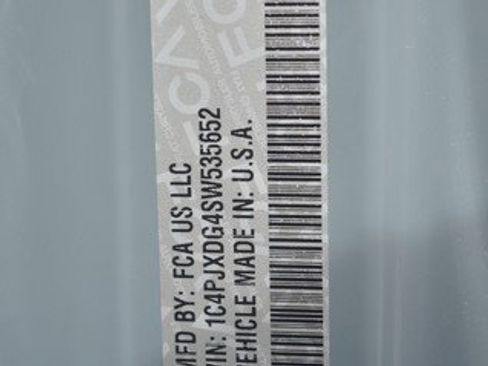 MFD BY: FCA US LLC
VIN: 1C4PJXDG4SW535652
VEHICLE MADE IN: U.S.A.